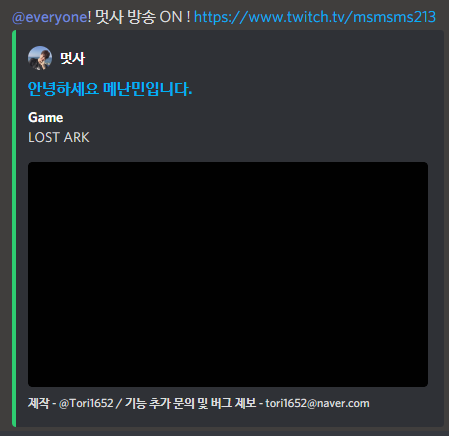 @everyone! 멋사 방송 ON ! https://www.twitch.tv/msmsms213
멋사
안녕하세요 메난민입니다.
Game
LOST ARK
제작 - @Tori1652 / 기능 추가 문의 및 버그 제보 - tori1652@naver.com